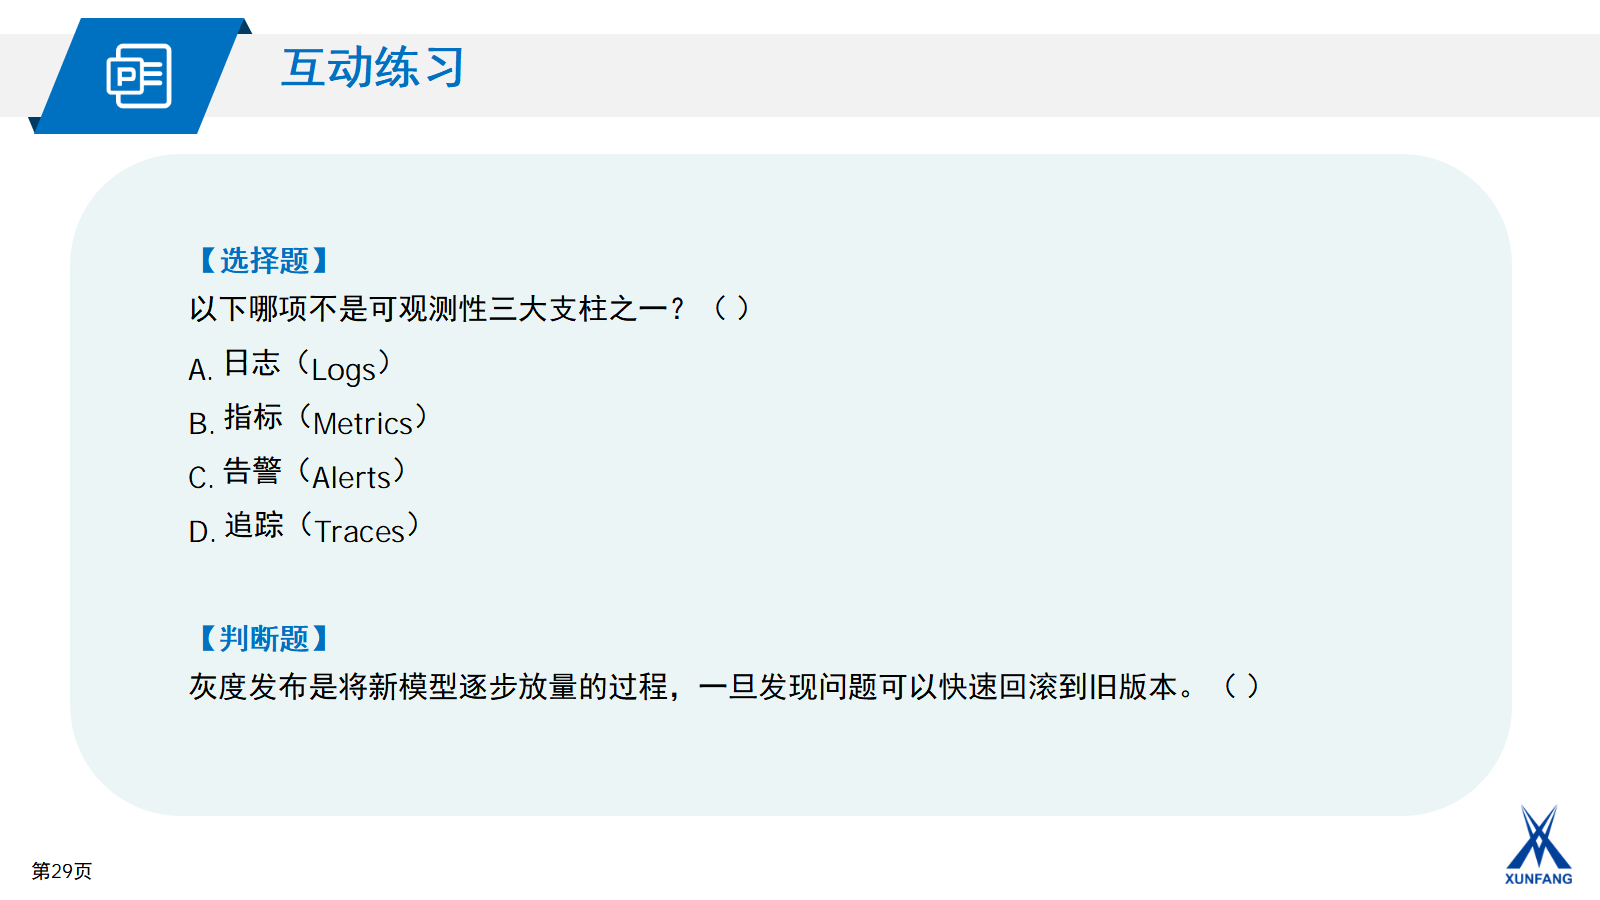 互动练习
【选择题】
以下哪项不是可观测性三大支柱之一？（ ）
A. 日志（Logs）
B. 指标（Metrics）
C. 告警（Alerts）
D. 追踪（Traces）
【判断题】
灰度发布是将新模型逐步放量的过程，一旦发现问题可以快速回滚到旧版本。（ ）
第29页
XUNFANG